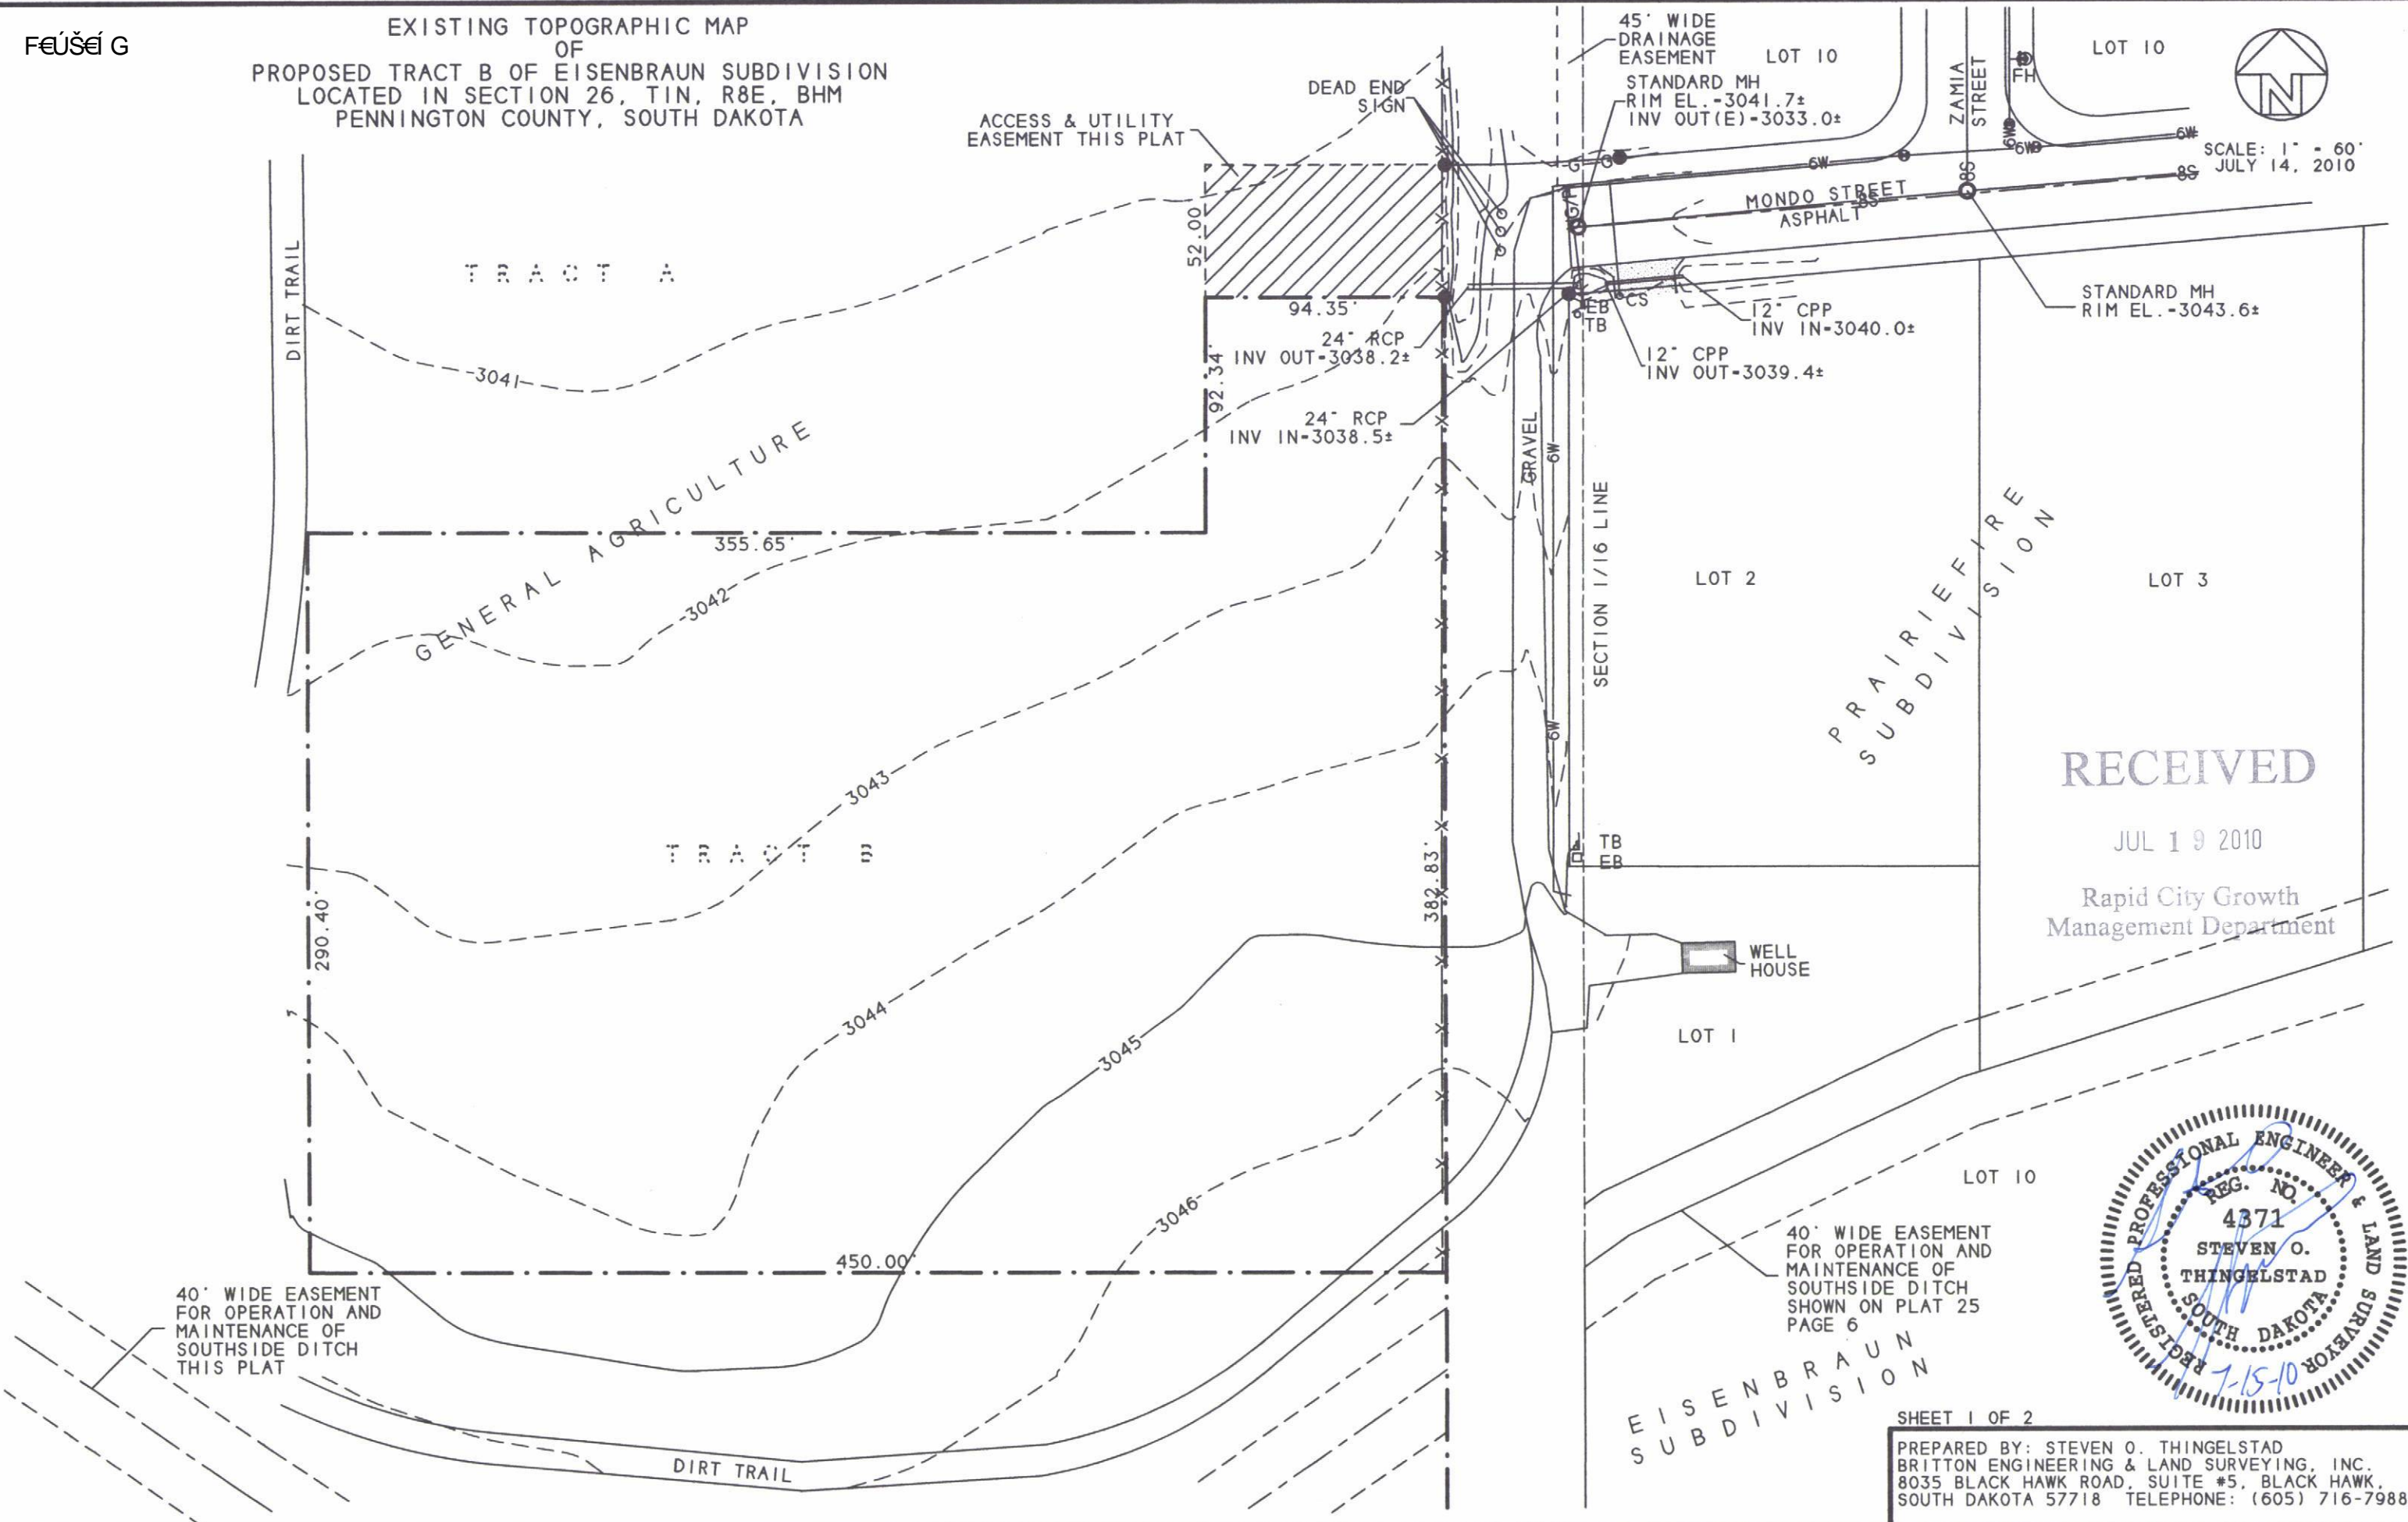 F€ÚŠ€Í G
EXISTING TOPOGRAPHIC MAP
OF
PROPOSED TRACT B OF EISENBRAUN SUBDIVISION
LOCATED IN SECTION 26, T1N, R8E, BHM
PENNINGTON COUNTY, SOUTH DAKOTA
ACCESS & UTILITY
EASEMENT THIS PLAT
DEAD END
SIGN
45' WIDE
DRAINAGE
EASEMENT
LOT 10
STANDARD MH
RIM EL.-3041.7±
INV OUT(E)-3033.0±
ZAMIA
STREET
FH
LOT 10
N
SCALE: 1" - 60'
JULY 14, 2010
G
G
6W
6W
6W
6W
8S
8S
8S
MONDO STREET
ASPHALT
STANDARD MH
RIM EL.-3043.6±
DIRT TRAIL
TRACT A
52.00
94.35'
92.34'
24" RCP
INV OUT-3038.2±
24" RCP
INV IN-3038.5±
EB
TB
CS
12" CPP
INV IN-3040.0±
12" CPP
INV OUT-3039.4±
3041
GENERAL AGRICULTURE
355.65'
3042
GRAVEL
6W
SECTION 1/16 LINE
LOT 2
PRAIRIEFIRE
SUBDIVISION
LOT 3
6W
3043
TRACT B
382.83'
290.40'
TB
EB
WELL
HOUSE
RECEIVED
JUL 19 2010
Rapid City Growth
Management Department
3044
3045
LOT 1
3046
450.00'
40' WIDE EASEMENT
FOR OPERATION AND
MAINTENANCE OF
SOUTHSIDE DITCH
THIS PLAT
DIRT TRAIL
LOT 10
40' WIDE EASEMENT
FOR OPERATION AND
MAINTENANCE OF
SOUTHSIDE DITCH
SHOWN ON PLAT 25
PAGE 6
EISENBRAUN
SUBDIVISION
REGISTERED PROFESSIONAL ENGINEER & LAND SURVEYOR
REG. NO.
4371
STEVEN O.
THINGELSTAD
SOUTH DAKOTA
7-15-10
SHEET 1 OF 2
PREPARED BY: STEVEN O. THINGELSTAD
BRITTON ENGINEERING & LAND SURVEYING, INC.
8035 BLACK HAWK ROAD, SUITE #5, BLACK HAWK,
SOUTH DAKOTA 57718 TELEPHONE: (605) 716-7988